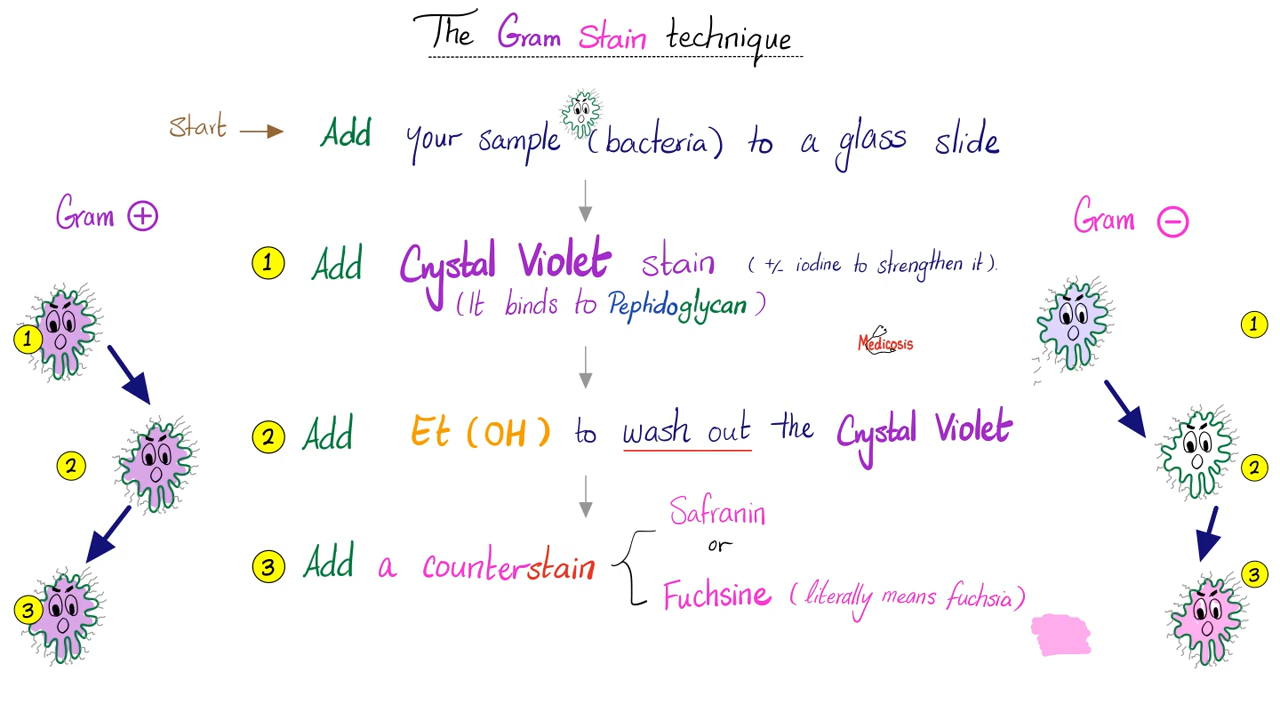 The Gram Stain technique
Start
Add your sample (bacteria) to a glass slide
Gram +
Gram −
1 Add Crystal Violet stain (+/- iodine to strengthen it).
(It binds to Peptidoglycan)
1
1
Medicosis
2 Add Et(OH) to wash out the Crystal Violet
2
2
Safranin
or
3 Add a counterstain
Fuchsine (literally means fuchsia)
3
3